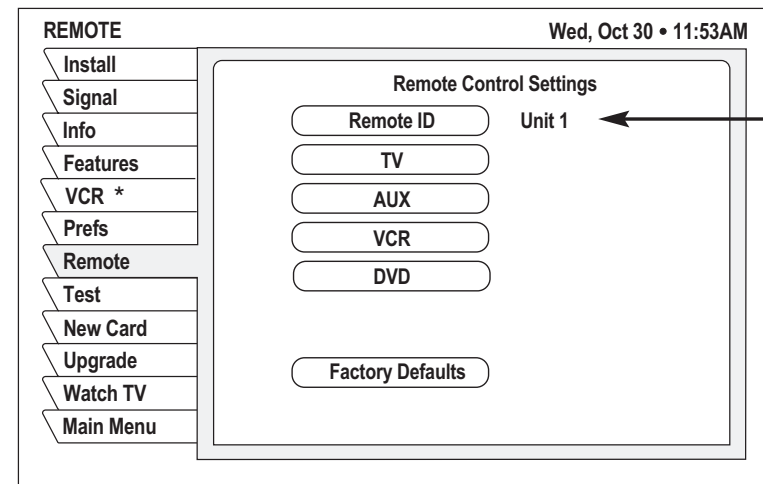 REMOTE
Wed, Oct 30 • 11:53AM
Install
Signal
Info
Features
VCR *
Prefs
Remote
Test
New Card
Upgrade
Watch TV
Main Menu
Remote Control Settings
Remote ID
Unit 1
TV
AUX
VCR
DVD
Factory Defaults